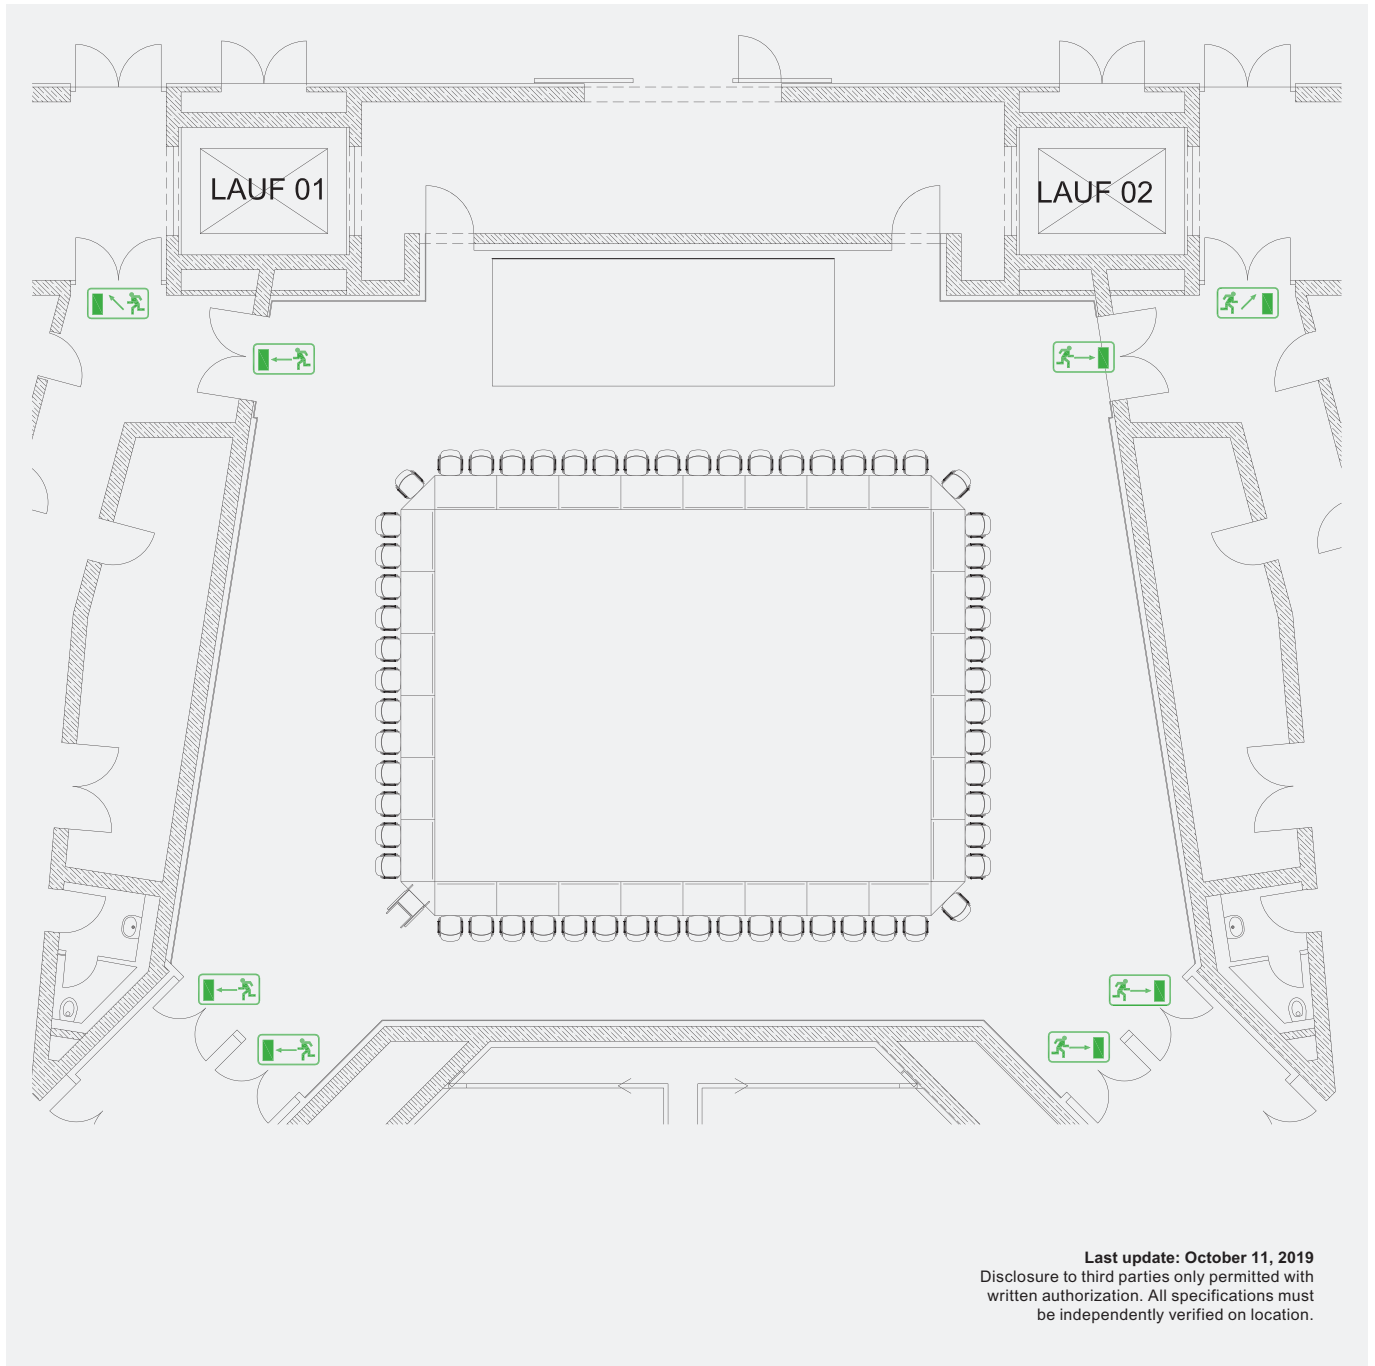 LAUF 01
LAUF 02
Last update: October 11, 2019
Disclosure to third parties only permitted with
written authorization. All specifications must
be independently verified on location.